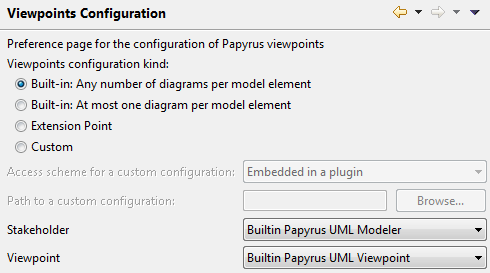 Viewpoints Configuration
Preference page for the configuration of Papyrus viewpoints
Viewpoints configuration kind:
Built-in: Any number of diagrams per model element
Built-in: At most one diagram per model element
Extension Point
Custom
Access scheme for a custom configuration: Embedded in a plugin
Path to a custom configuration: Browse...
Stakeholder Builtin Papyrus UML Modeler
Viewpoint Builtin Papyrus UML Viewpoint